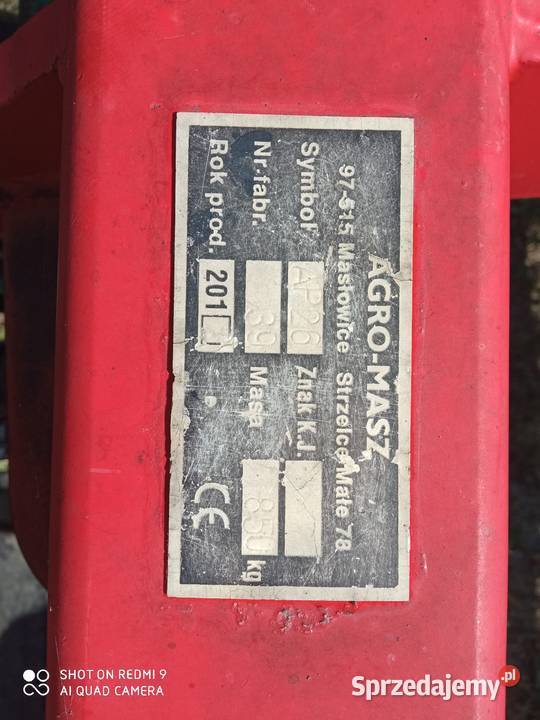 AGRO-MASZ
97-515 Masłowice Strzelce Małe 78
Symbol AP26 Znak K.J.
Nr fabr. 39 Masa 850 kg
Rok prod. 201 CE
SHOT ON REDMI 9
AI QUAD CAMERA
Sprzedajemy.pl